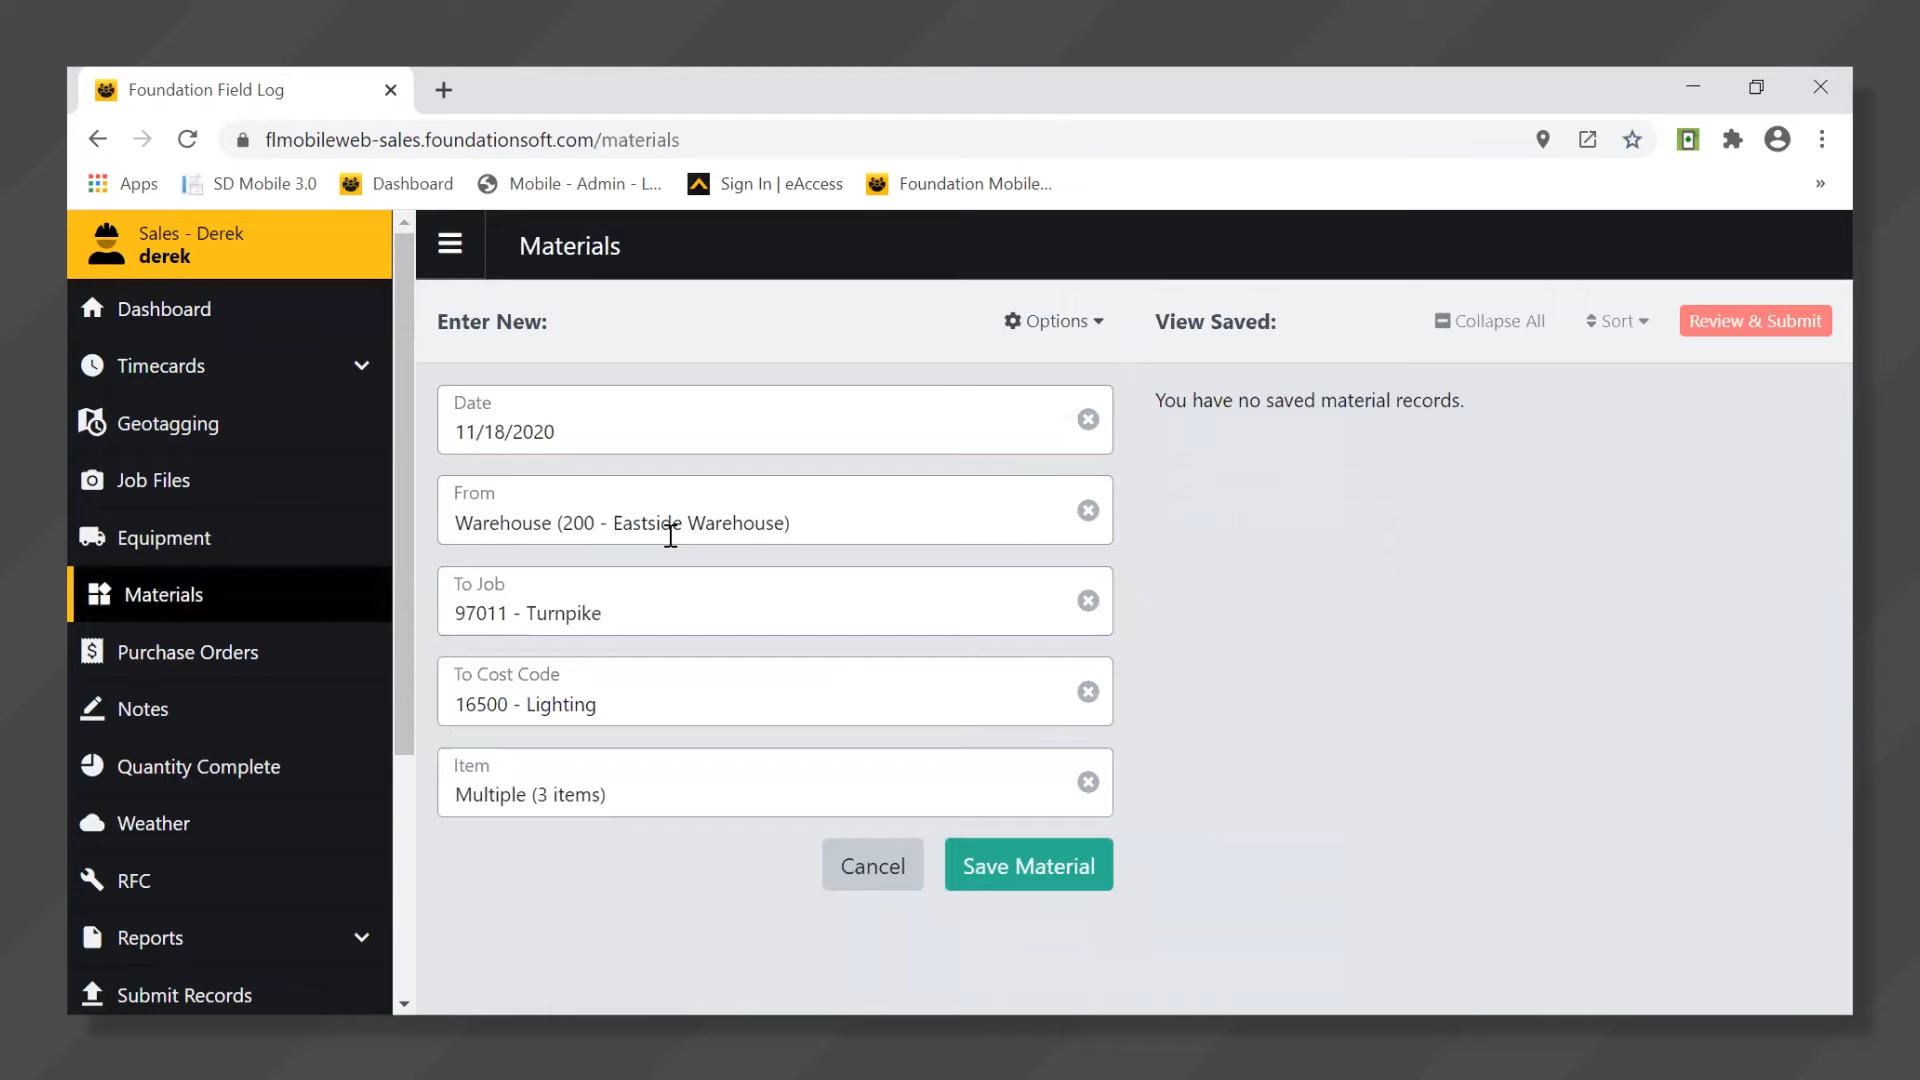 Foundation Field Log
flmobileweb-sales.foundationsoft.com/materials
Apps
SD Mobile 3.0
Dashboard
Mobile - Admin - L...
Sign In | eAccess
Foundation Mobile...
»
Sales - Derek
derek
Materials
Dashboard
Timecards
Geotagging
Job Files
Equipment
Materials
Purchase Orders
Notes
Quantity Complete
Weather
RFC
Reports
Submit Records
Enter New:
Options
Date
11/18/2020
From
Warehouse (200 - Eastside Warehouse)
To Job
97011 - Turnpike
To Cost Code
16500 - Lighting
Item
Multiple (3 items)
Cancel
Save Material
View Saved:
Collapse All
Sort
Review & Submit
You have no saved material records.